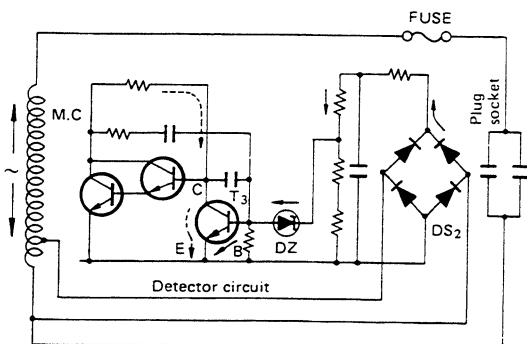 FUSE
M.C
Plug
socket
~
C
T3
E
B
DZ
DS2
Detector circuit